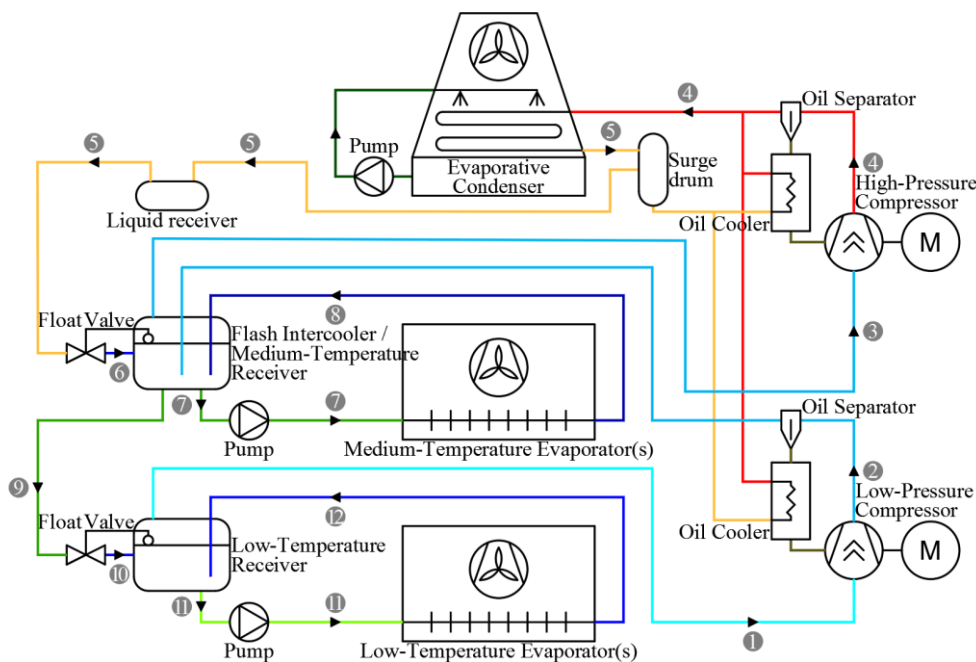 4
Oil Separator
5
Pump
5
5
Surge
drum
4
High-Pressure
Compressor
Evaporative
Condenser
Liquid receiver
Oil Cooler
M
Float Valve
8
Flash Intercooler /
Medium-Temperature
Receiver
3
6
7
7
Oil Separator
Pump
Medium-Temperature Evaporator(s)
2
9
Low-Pressure
Compressor
Float Valve
12
Oil Cooler
M
Low-Temperature
Receiver
10
11
11
1
Pump
Low-Temperature Evaporator(s)